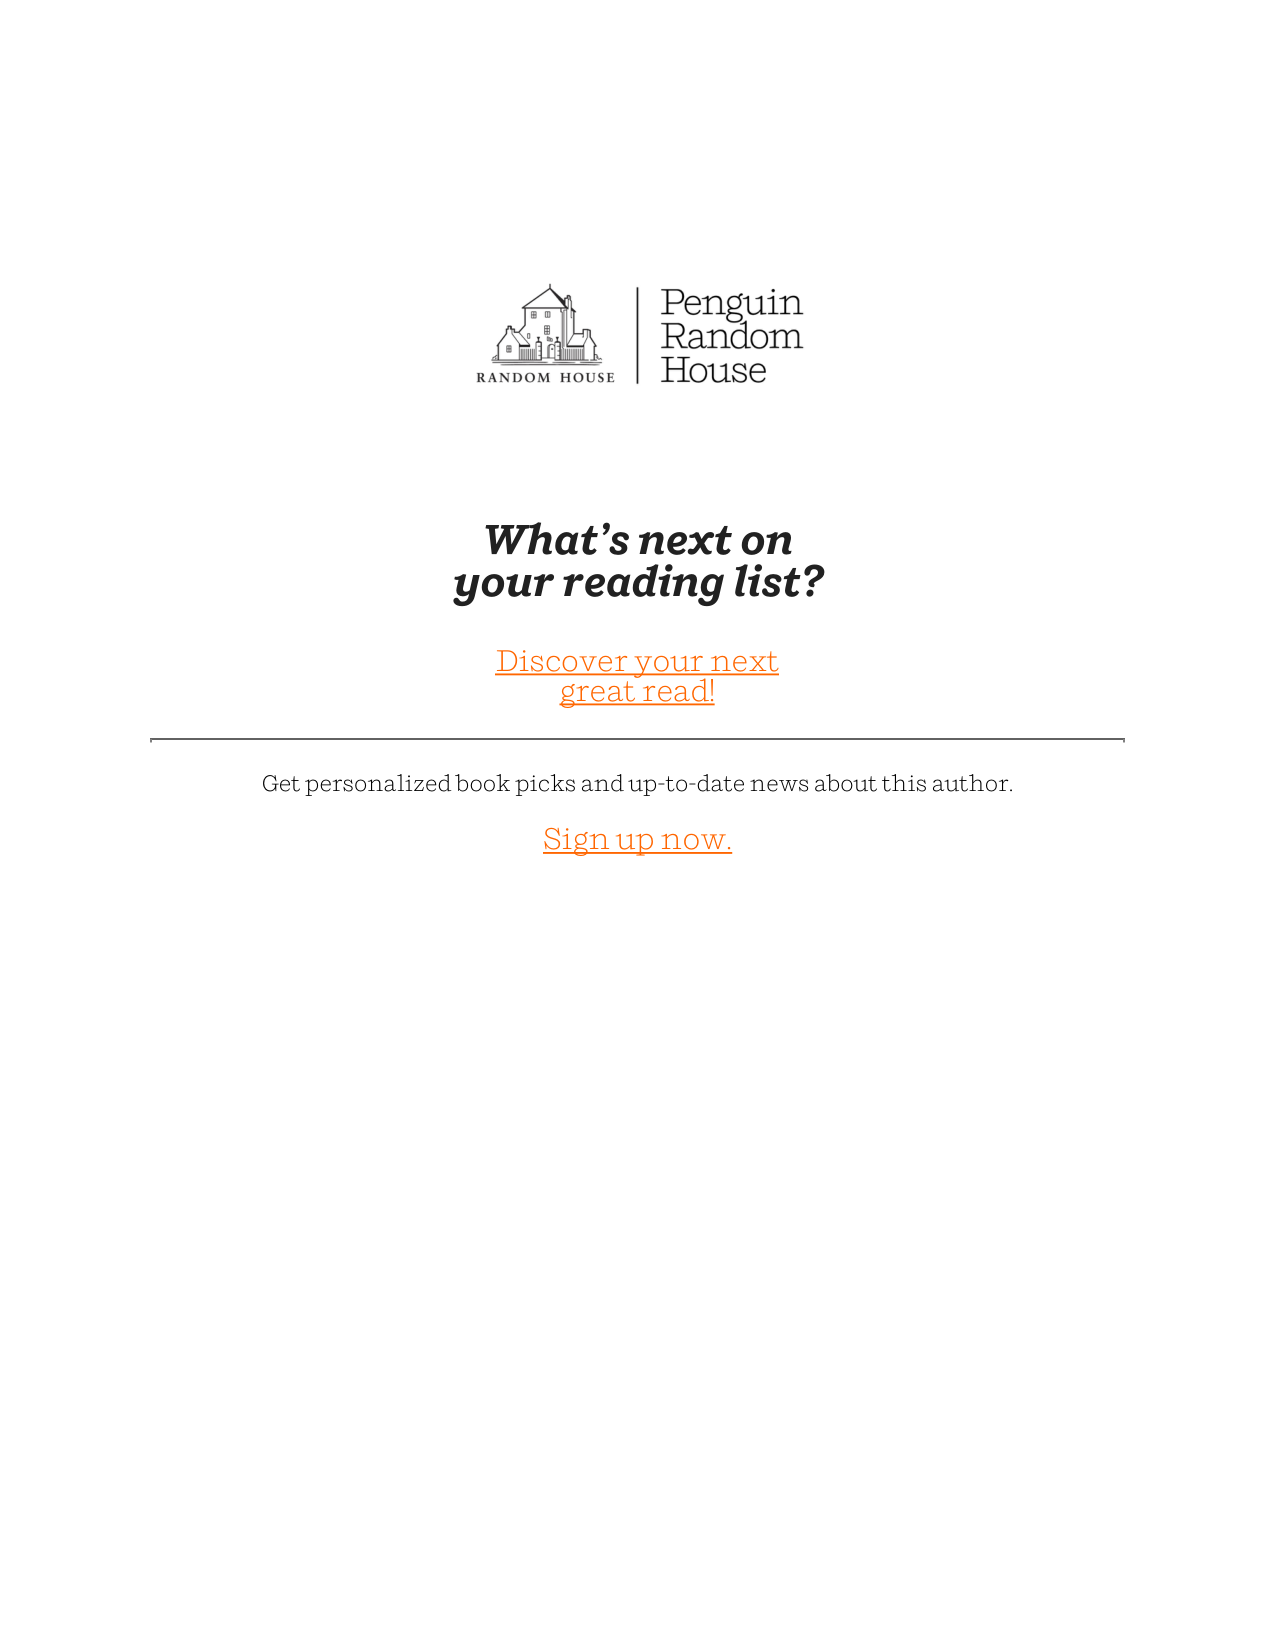 RANDOM HOUSE
Penguin
Random
House
What’s next on
your reading list?
Discover your next
great read!
Get personalized book picks and up-to-date news about this author.
Sign up now.